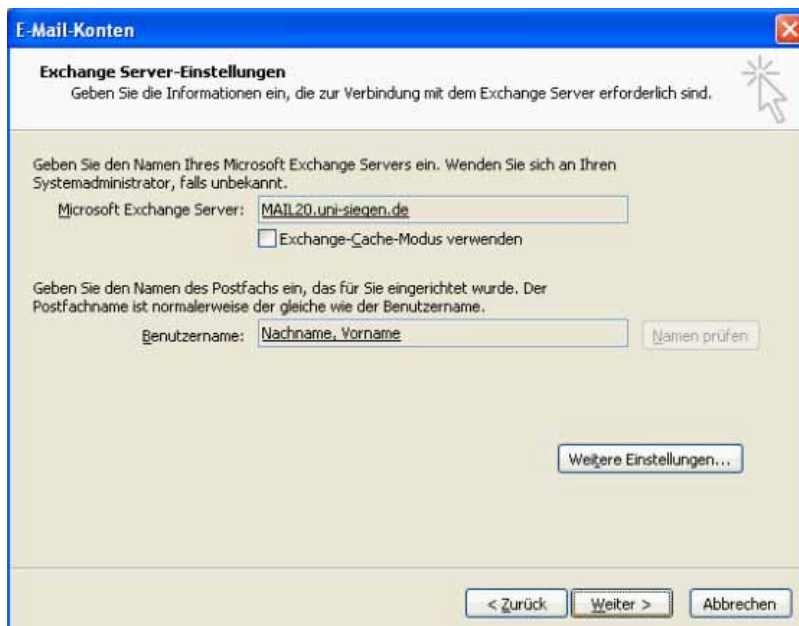 E-Mail-Konten
Exchange Server-Einstellungen
Geben Sie die Informationen ein, die zur Verbindung mit dem Exchange Server erforderlich sind.
Geben Sie den Namen Ihres Microsoft Exchange Servers ein. Wenden Sie sich an Ihren
Systemadministrator, falls unbekannt.
Microsoft Exchange Server: MAIL20.uni-siegen.de
Exchange-Cache-Modus verwenden
Geben Sie den Namen des Postfachs ein, das für Sie eingerichtet wurde. Der
Postfachname ist normalerweise der gleiche wie der Benutzername.
Benutzername: Nachname, Vorname Namen prüfen
Weitere Einstellungen...
< Zurück Weiter > Abbrechen